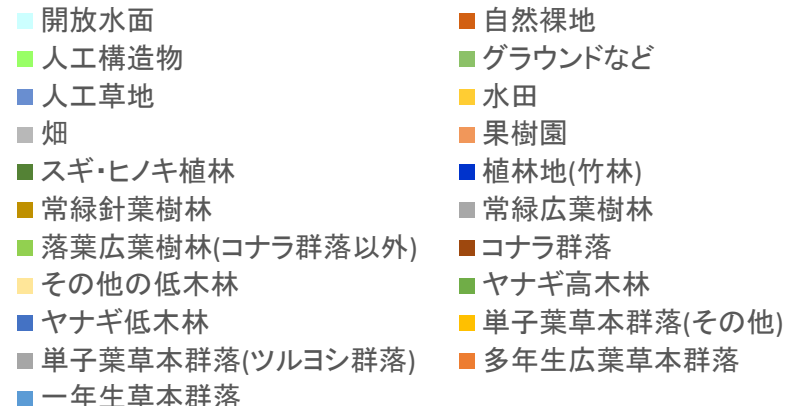 開放水面 自然裸地
人工構造物 グラウンドなど
人工草地 水田
畑 果樹園
スギ・ヒノキ植林 植林地(竹林)
常緑針葉樹林 常緑広葉樹林
落葉広葉樹林(コナラ群落以外) コナラ群落
その他の低木林 ヤナギ高木林
ヤナギ低木林 単子葉草本群落(その他)
単子葉草本群落(ツルヨシ群落) 多年生広葉草本群落
一年生草本群落